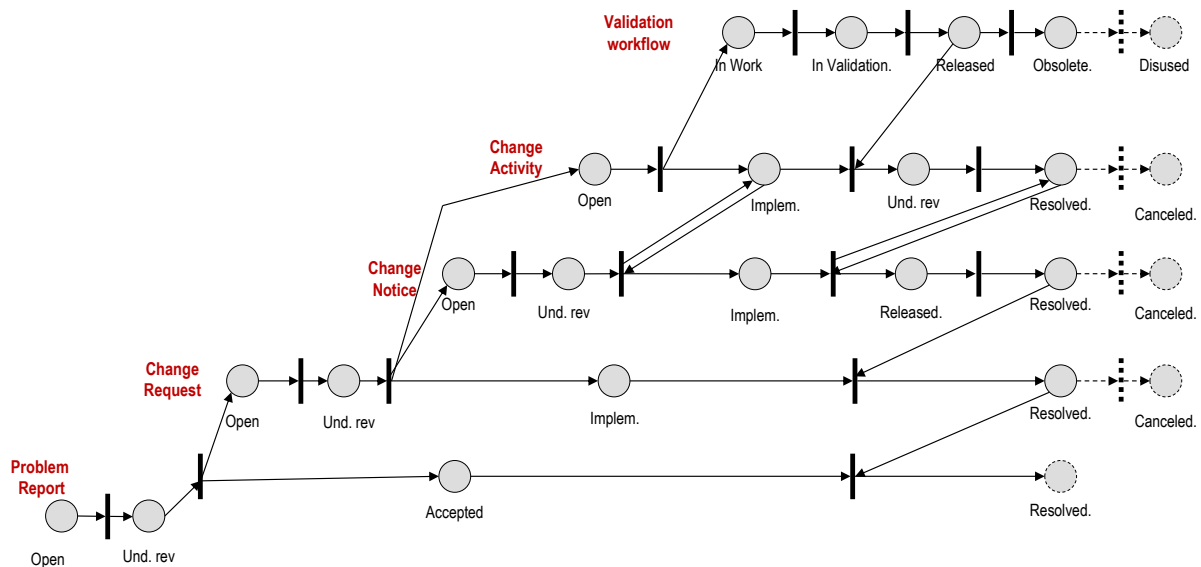 Validation
workflow
In Work
In Validation.
Released
Obsolete.
Disused
Change
Activity
Open
Implem.
Und. rev
Resolved.
Canceled.
Change
Notice
Open
Und. rev
Implem.
Released.
Resolved.
Canceled.
Change
Request
Open
Und. rev
Implem.
Resolved.
Canceled.
Problem
Report
Open
Und. rev
Accepted
Resolved.